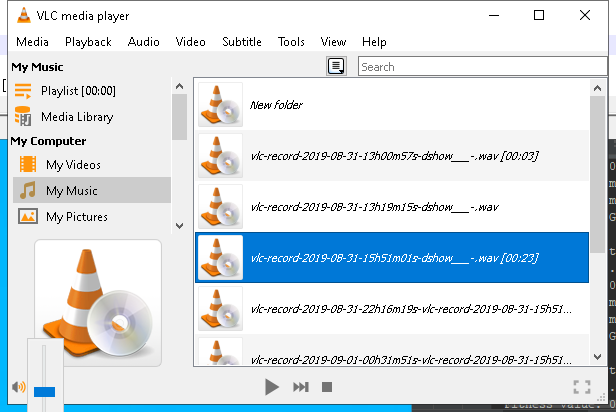 VLC media player
Media Playback Audio Video Subtitle Tools View Help
My Music
Search
Playlist [00:00]
Media Library
My Computer
My Videos
My Music
My Pictures
New folder
vlc-record-2019-08-31-13h00m57s-dshow___-.wav [00:03]
vlc-record-2019-08-31-13h19m15s-dshow___-.wav
vlc-record-2019-08-31-15h51m01s-dshow___-.wav [00:23]
vlc-record-2019-08-31-22h16m19s-vlc-record-2019-08-31-15h51...
vlc-record-2019-09-01-00h31m51s-vlc-record-2019-08-31-15h51...
fitness value: 0